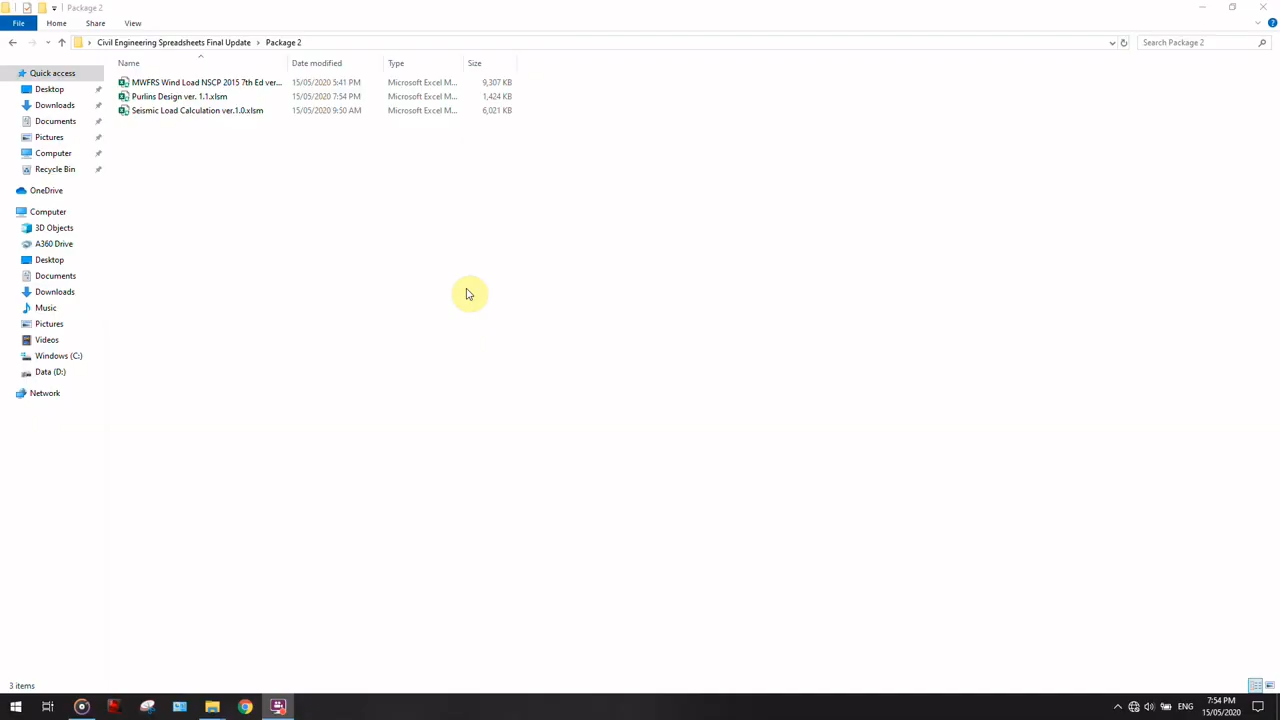 Package 2
File Home Share View
Civil Engineering Spreadsheets Final Update Package 2 Search Package 2
Name Date modified Type Size
MWFRS Wind Load NSCP 2015 7th Ed ver... 15/05/2020 5:41 PM Microsoft Excel M... 9,307 KB
Purlins Design ver. 1.1.xlsm 15/05/2020 7:54 PM Microsoft Excel M... 1,424 KB
Seismic Load Calculation ver.1.0.xlsm 15/05/2020 9:50 AM Microsoft Excel M... 6,021 KB
Quick access
Desktop
Downloads
Documents
Pictures
Computer
Recycle Bin
OneDrive
Computer
3D Objects
A360 Drive
Desktop
Documents
Downloads
Music
Pictures
Videos
Windows (C:)
Data (D:)
Network
3 items
ENG
7:54 PM
15/05/2020